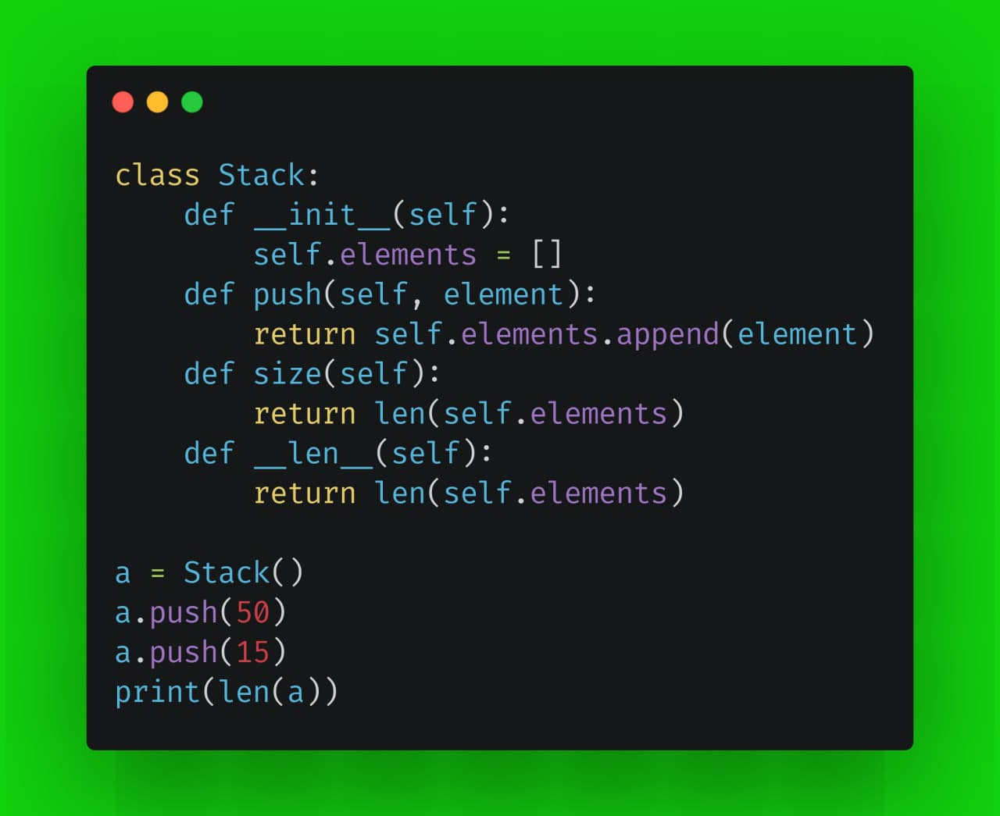 class Stack:
    def __init__(self):
        self.elements = []
    def push(self, element):
        return self.elements.append(element)
    def size(self):
        return len(self.elements)
    def __len__(self):
        return len(self.elements)

a = Stack()
a.push(50)
a.push(15)
print(len(a))